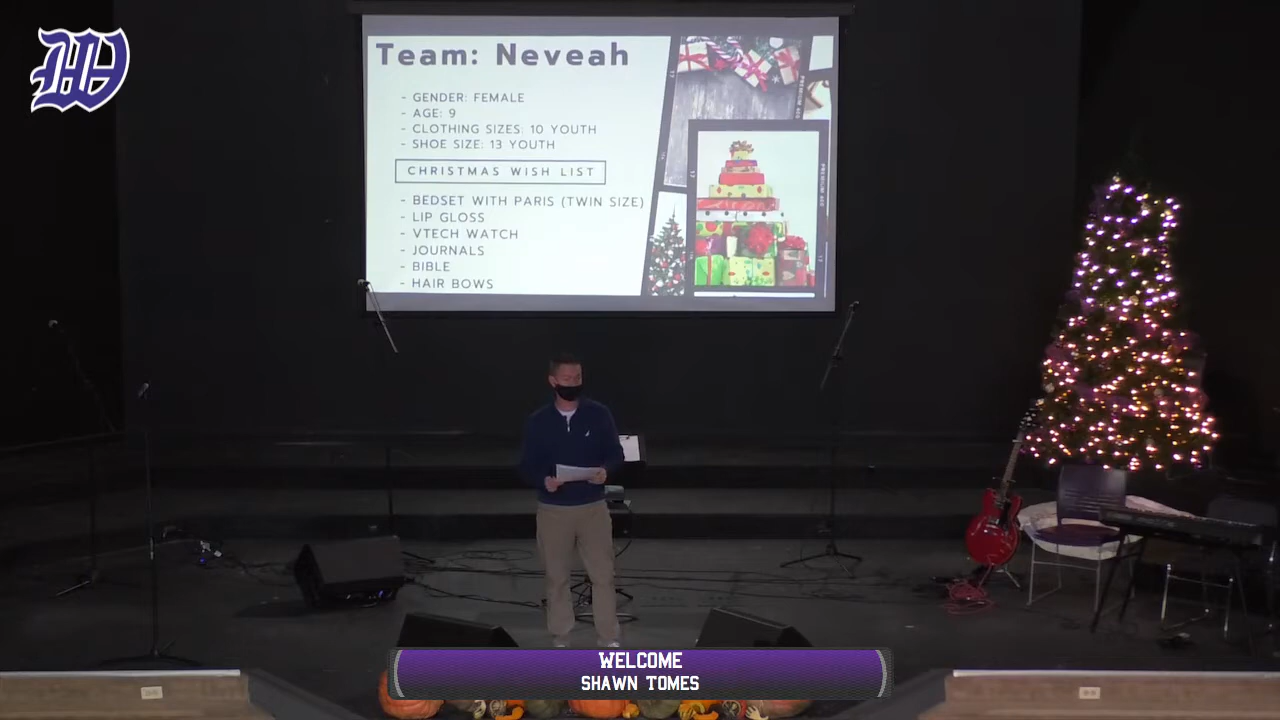 W
Team: Neveah
- GENDER: FEMALE
- AGE: 9
- CLOTHING SIZES: 10 YOUTH
- SHOE SIZE: 13 YOUTH
CHRISTMAS WISH LIST
- BEDSET WITH PARIS (TWIN SIZE)
- LIP GLOSS
- VTECH WATCH
- JOURNALS
- BIBLE
- HAIR BOWS
WELCOME
SHAWN TOMES